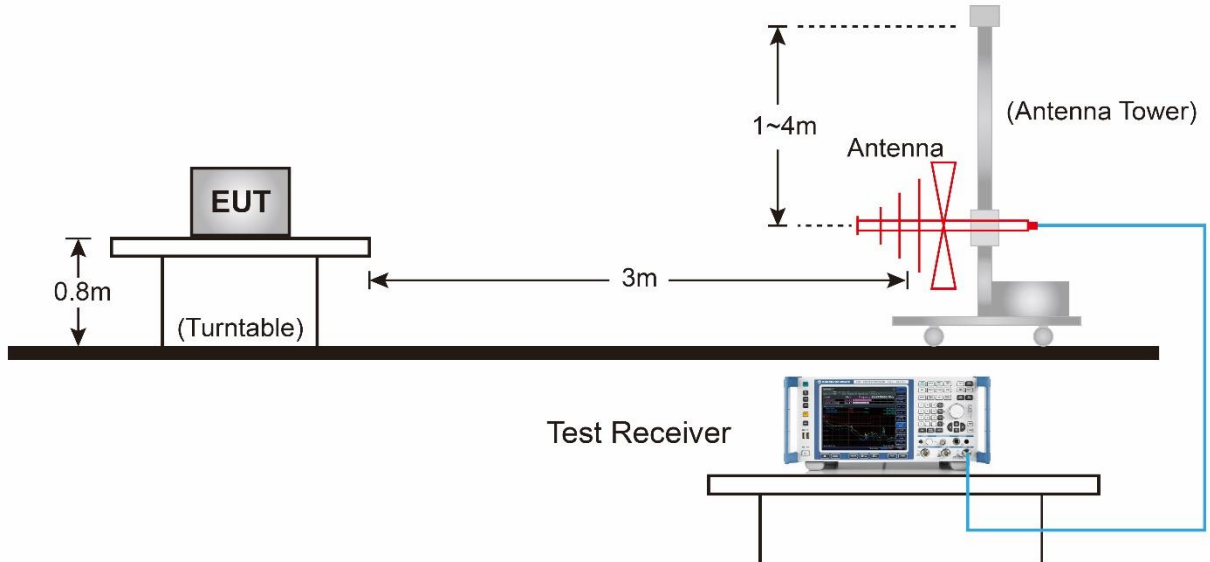 1~4m
(Antenna Tower)
Antenna
EUT
0.8m
3m
(Turntable)
Test Receiver